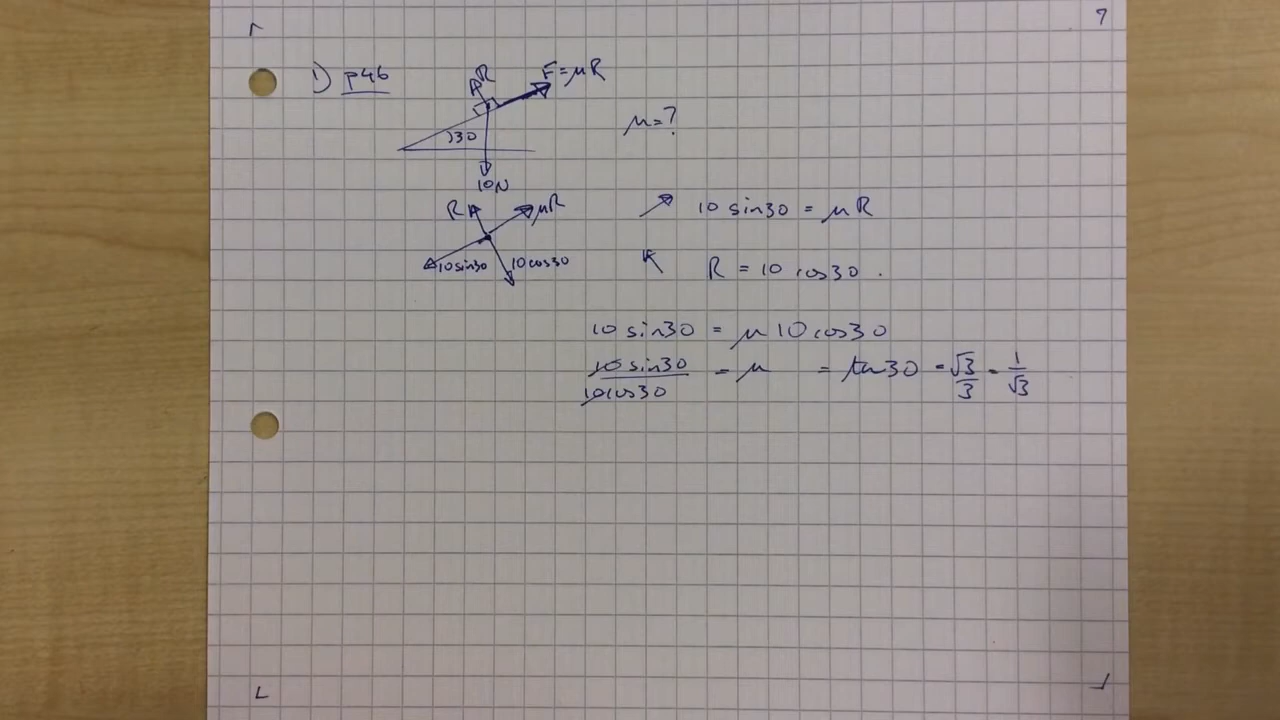 7
1) P46
R F=μR
30
μ=?
10N
R μR
10sin30 10cos30
10 sin30 = μR
R = 10 cos30 .
10 sin30 = μ 10 cos30
10 sin30 / 10cos30 = μ = tan30 = √3/3 = 1/√3